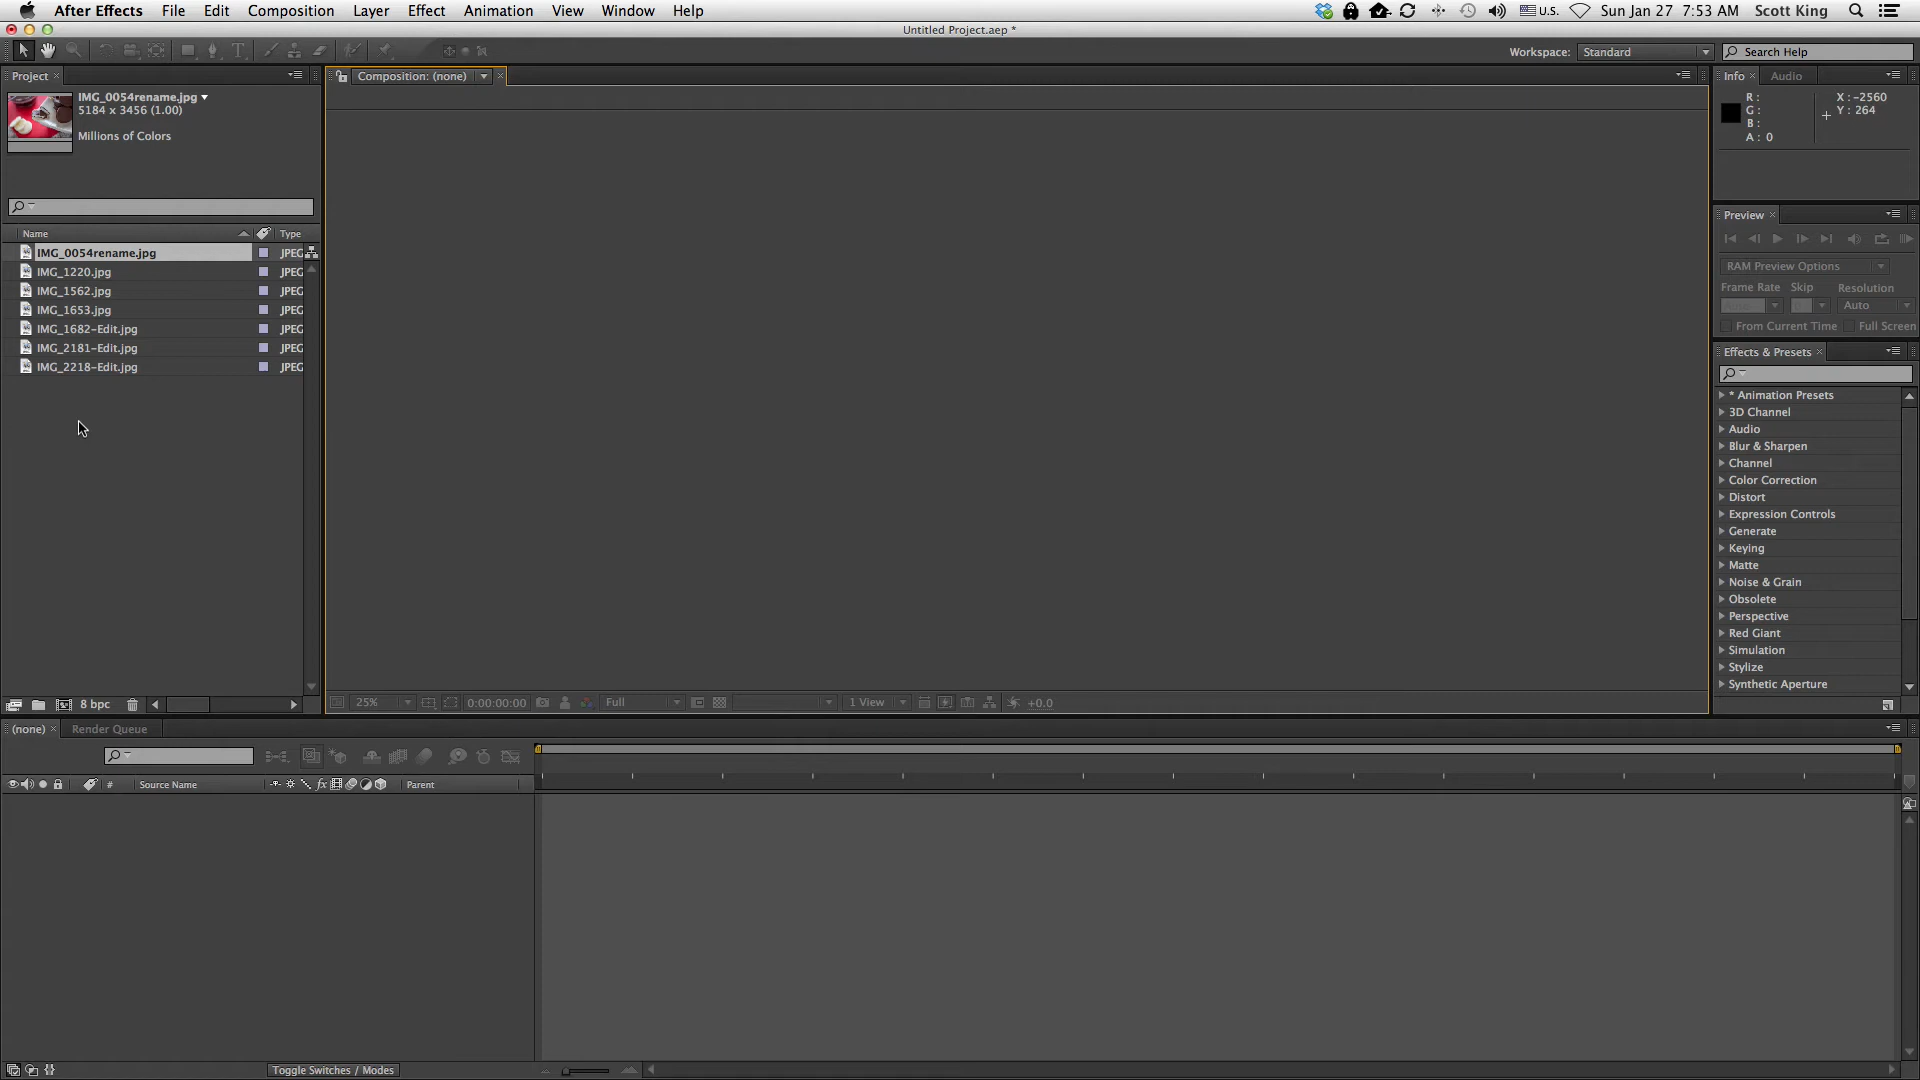 After Effects File Edit Composition Layer Effect Animation View Window Help U.S. Sun Jan 27 7:53 AM Scott King
Untitled Project.aep *
Workspace: Standard Search Help
Project
Composition: (none)
Info Audio
IMG_0054rename.jpg
5184 x 3456 (1.00)
Millions of Colors
R :
G :
B :
A : 0
X : -2560
Y : 264
Preview
RAM Preview Options
Frame Rate Skip Resolution
Auto
From Current Time Full Screen
Name Type
IMG_0054rename.jpg JPEG
IMG_1220.jpg JPEG
IMG_1562.jpg JPEG
IMG_1653.jpg JPEG
IMG_1682-Edit.jpg JPEG
IMG_2181-Edit.jpg JPEG
IMG_2218-Edit.jpg JPEG
Effects & Presets
* Animation Presets
3D Channel
Audio
Blur & Sharpen
Channel
Color Correction
Distort
Expression Controls
Generate
Keying
Matte
Noise & Grain
Obsolete
Perspective
Red Giant
Simulation
Stylize
Synthetic Aperture
8 bpc
25% 0:00:00:00 Full 1 View +0.0
(none) Render Queue
# Source Name fx Parent
Toggle Switches / Modes